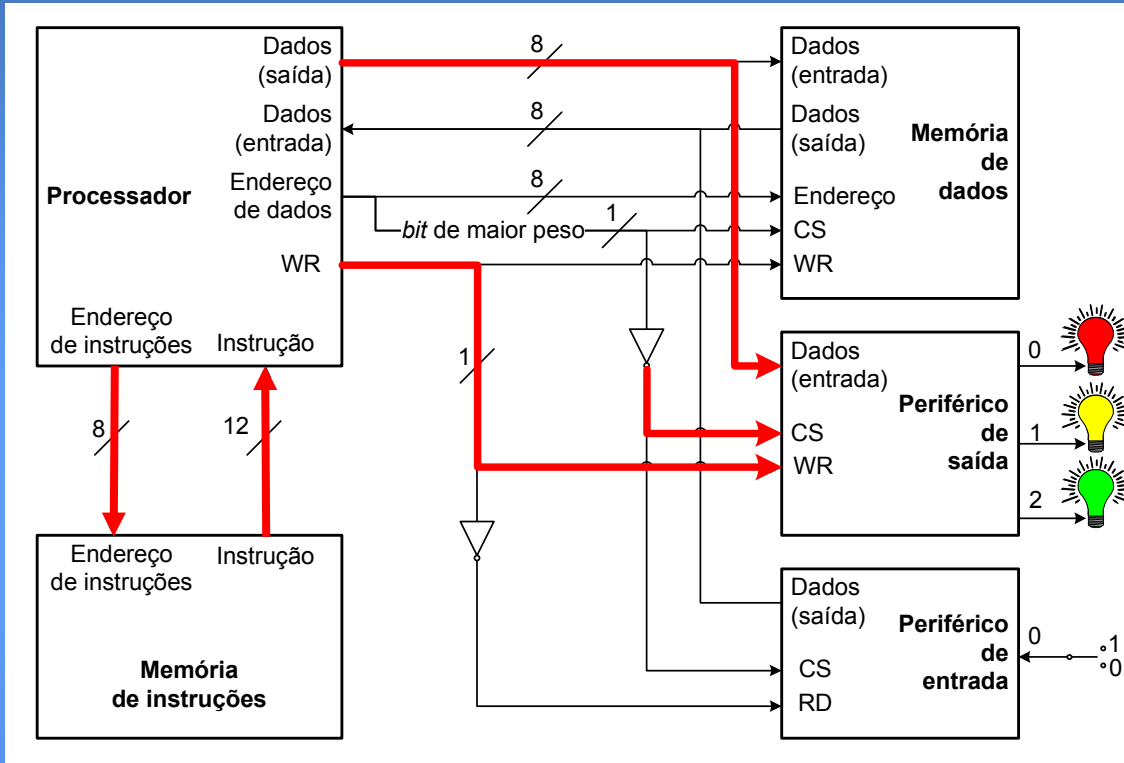 Dados
(saída)
Dados
(entrada)
Processador
Endereço
de dados
WR
Endereço
de instruções
Instrução
8
8
8
bit de maior peso
1
1
8
12
Dados
(entrada)
Dados
(saída)
Memória
de
dados
Endereço
CS
WR
Dados
(entrada)
Periférico
de
saída
CS
WR
0
1
2
Endereço
de instruções
Instrução
Memória
de instruções
Dados
(saída)
Periférico
de
entrada
CS
RD
0
1
0